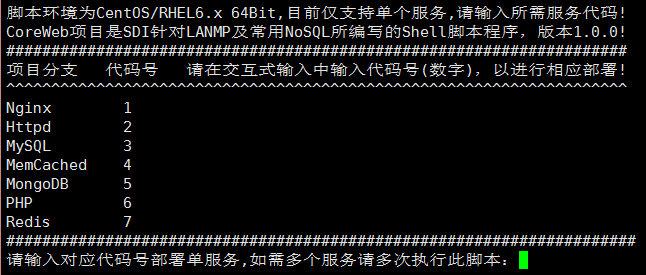 脚本环境为CentOS/RHEL6.x 64Bit,目前仅支持单个服务,请输入所需服务代码!
CoreWeb项目是SDI针对LANMP及常用NoSQL所编写的Shell脚本程序，版本1.0.0!
######################################################################
项目分支 代码号 请在交互式输入中输入代码号(数字)，以进行相应部署!
^^^^^^^^^^^^^^^^^^^^^^^^^^^^^^^^^^^^^^^^^^^^^^^^^^^^^^^^^^^^^^^^^^^^^^
Nginx 1
Httpd 2
MySQL 3
MemCached 4
MongoDB 5
PHP 6
Redis 7
#######################################################################
请输入对应代码号部署单服务,如需多个服务请多次执行此脚本：